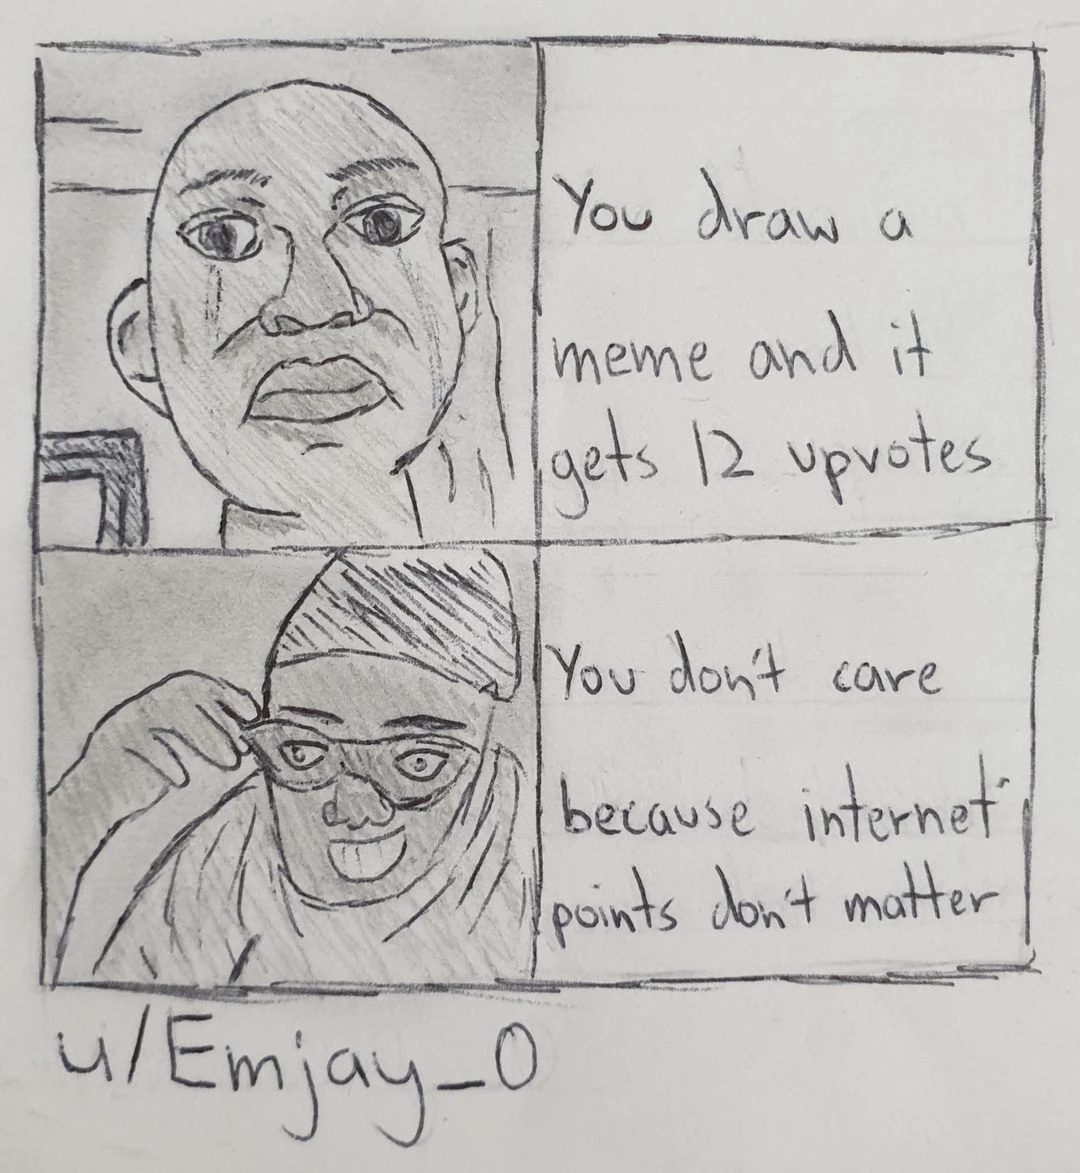 You draw a
meme and it
gets 12 upvotes
You don't care
because internet
points don't matter
u/Emjay_0